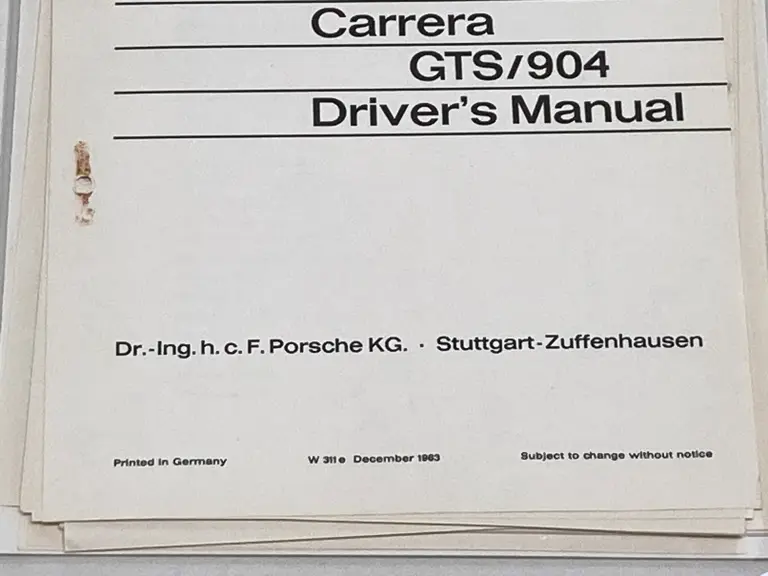 Carrera
GTS/904
Driver's Manual
Dr.-Ing. h. c. F. Porsche KG. · Stuttgart-Zuffenhausen
Printed in Germany W 311 e December 1963 Subject to change without notice